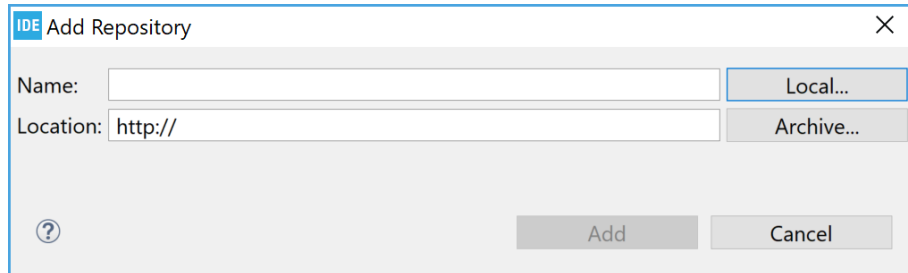 IDE Add Repository
Name: Local...
Location: http:// Archive...
? Add Cancel